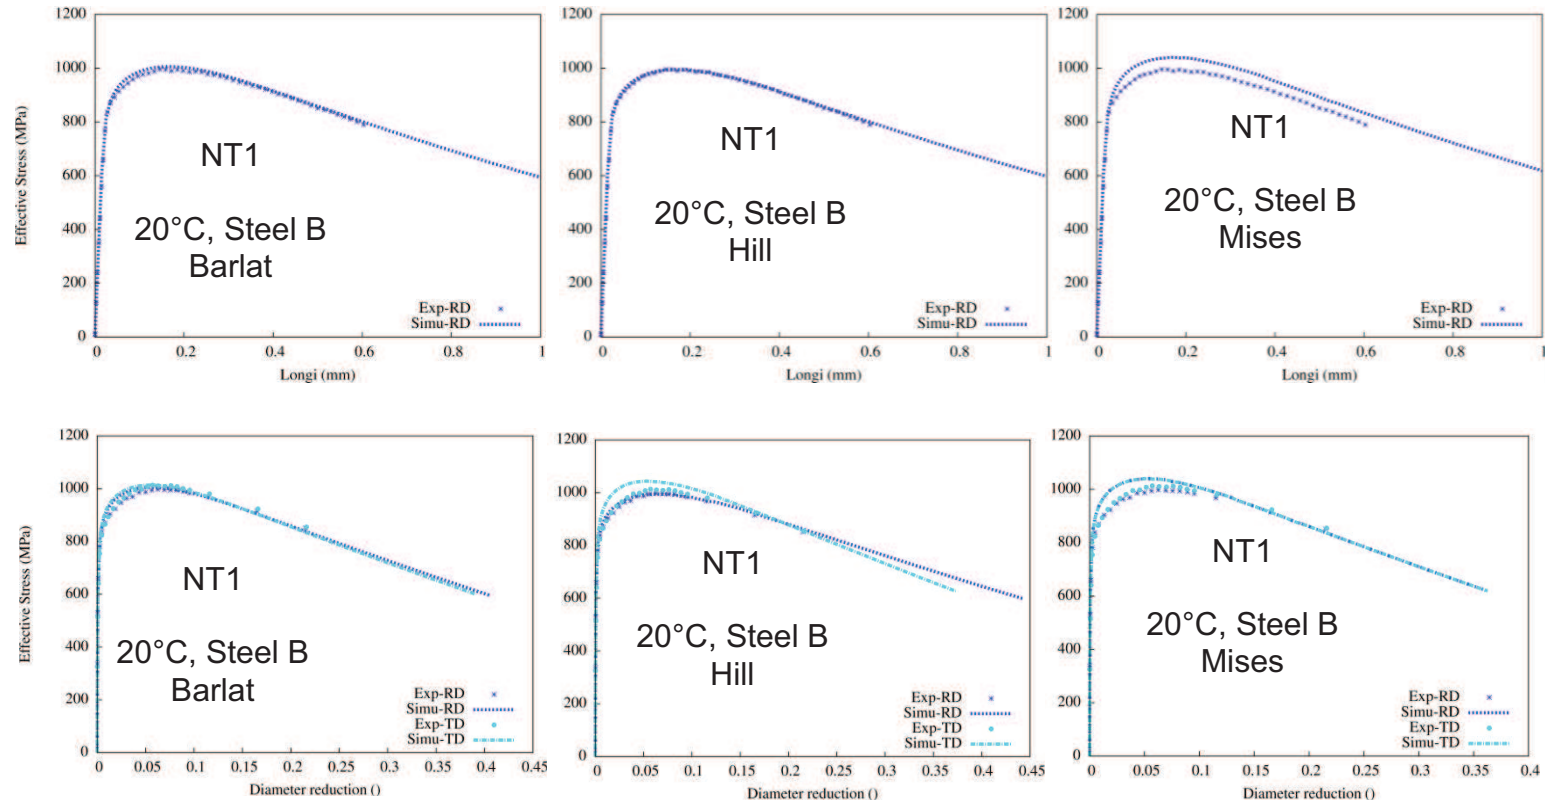 1200
1000
800
600
400
200
0
Effective Stress (MPa)
NT1
20°C, Steel B
Barlat
Exp-RD
Simu-RD
0 0.2 0.4 0.6 0.8 1
Longi (mm)
1200
1000
800
600
400
200
0
NT1
20°C, Steel B
Hill
Exp-RD
Simu-RD
0 0.2 0.4 0.6 0.8 1
Longi (mm)
1200
1000
800
600
400
200
0
NT1
20°C, Steel B
Mises
Exp-RD
Simu-RD
0 0.2 0.4 0.6 0.8 1
Longi (mm)
1200
1000
800
600
400
200
0
Effective Stress (MPa)
NT1
20°C, Steel B
Barlat
Exp-RD
Simu-RD
Exp-TD
Simu-TD
0 0.05 0.1 0.15 0.2 0.25 0.3 0.35 0.4 0.45
Diameter reduction ()
1200
1000
800
600
400
200
0
NT1
20°C, Steel B
Hill
Exp-RD
Simu-RD
Exp-TD
Simu-TD
0 0.05 0.1 0.15 0.2 0.25 0.3 0.35 0.4 0.45
Diameter reduction ()
1200
1000
800
600
400
200
0
NT1
20°C, Steel B
Mises
Exp-RD
Simu-RD
Exp-TD
Simu-TD
0 0.05 0.1 0.15 0.2 0.25 0.3 0.35 0.4
Diameter reduction ()